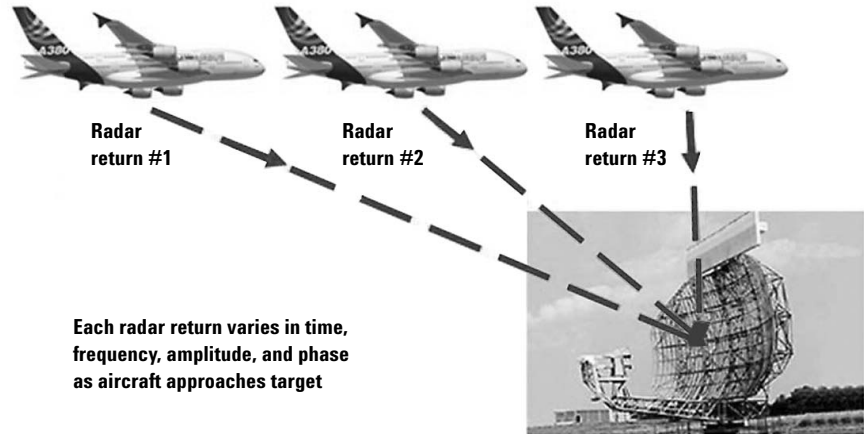 A380
A380
A380
Radar
return #1
Radar
return #2
Radar
return #3
Each radar return varies in time,
frequency, amplitude, and phase
as aircraft approaches target